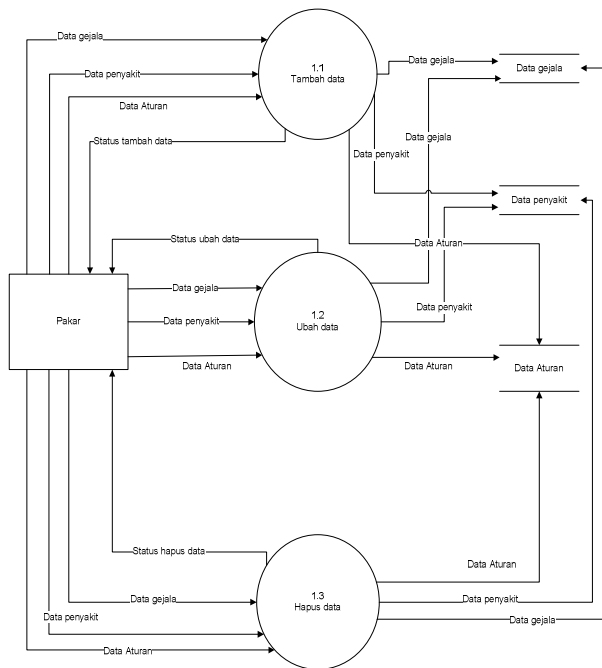 Data gejala
1.1
Tambah data
Data gejala
Data gejala
Data penyakit
Data Aturan
Data gejala
Status tambah data
Data penyakit
Data penyakit
Status ubah data
Data Aturan
Data gejala
Data penyakit
Pakar
Data penyakit
1.2
Ubah data
Data Aturan
Data Aturan
Data Aturan
Status hapus data
Data Aturan
Data gejala
1.3
Hapus data
Data penyakit
Data penyakit
Data gejala
Data Aturan